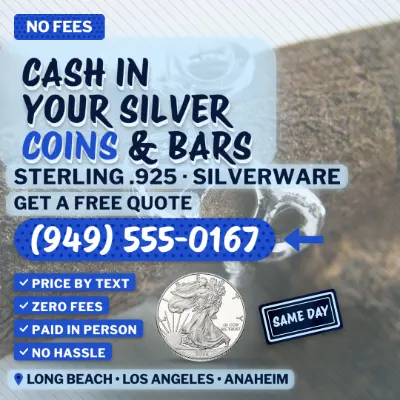 NO FEES
CASH IN
YOUR SILVER
COINS & BARS
STERLING .925 · SILVERWARE
GET A FREE QUOTE
(949) 555-0167
✓ PRICE BY TEXT
✓ ZERO FEES
✓ PAID IN PERSON
✓ NO HASSLE
SAME DAY
LONG BEACH • LOS ANGELES • ANAHEIM